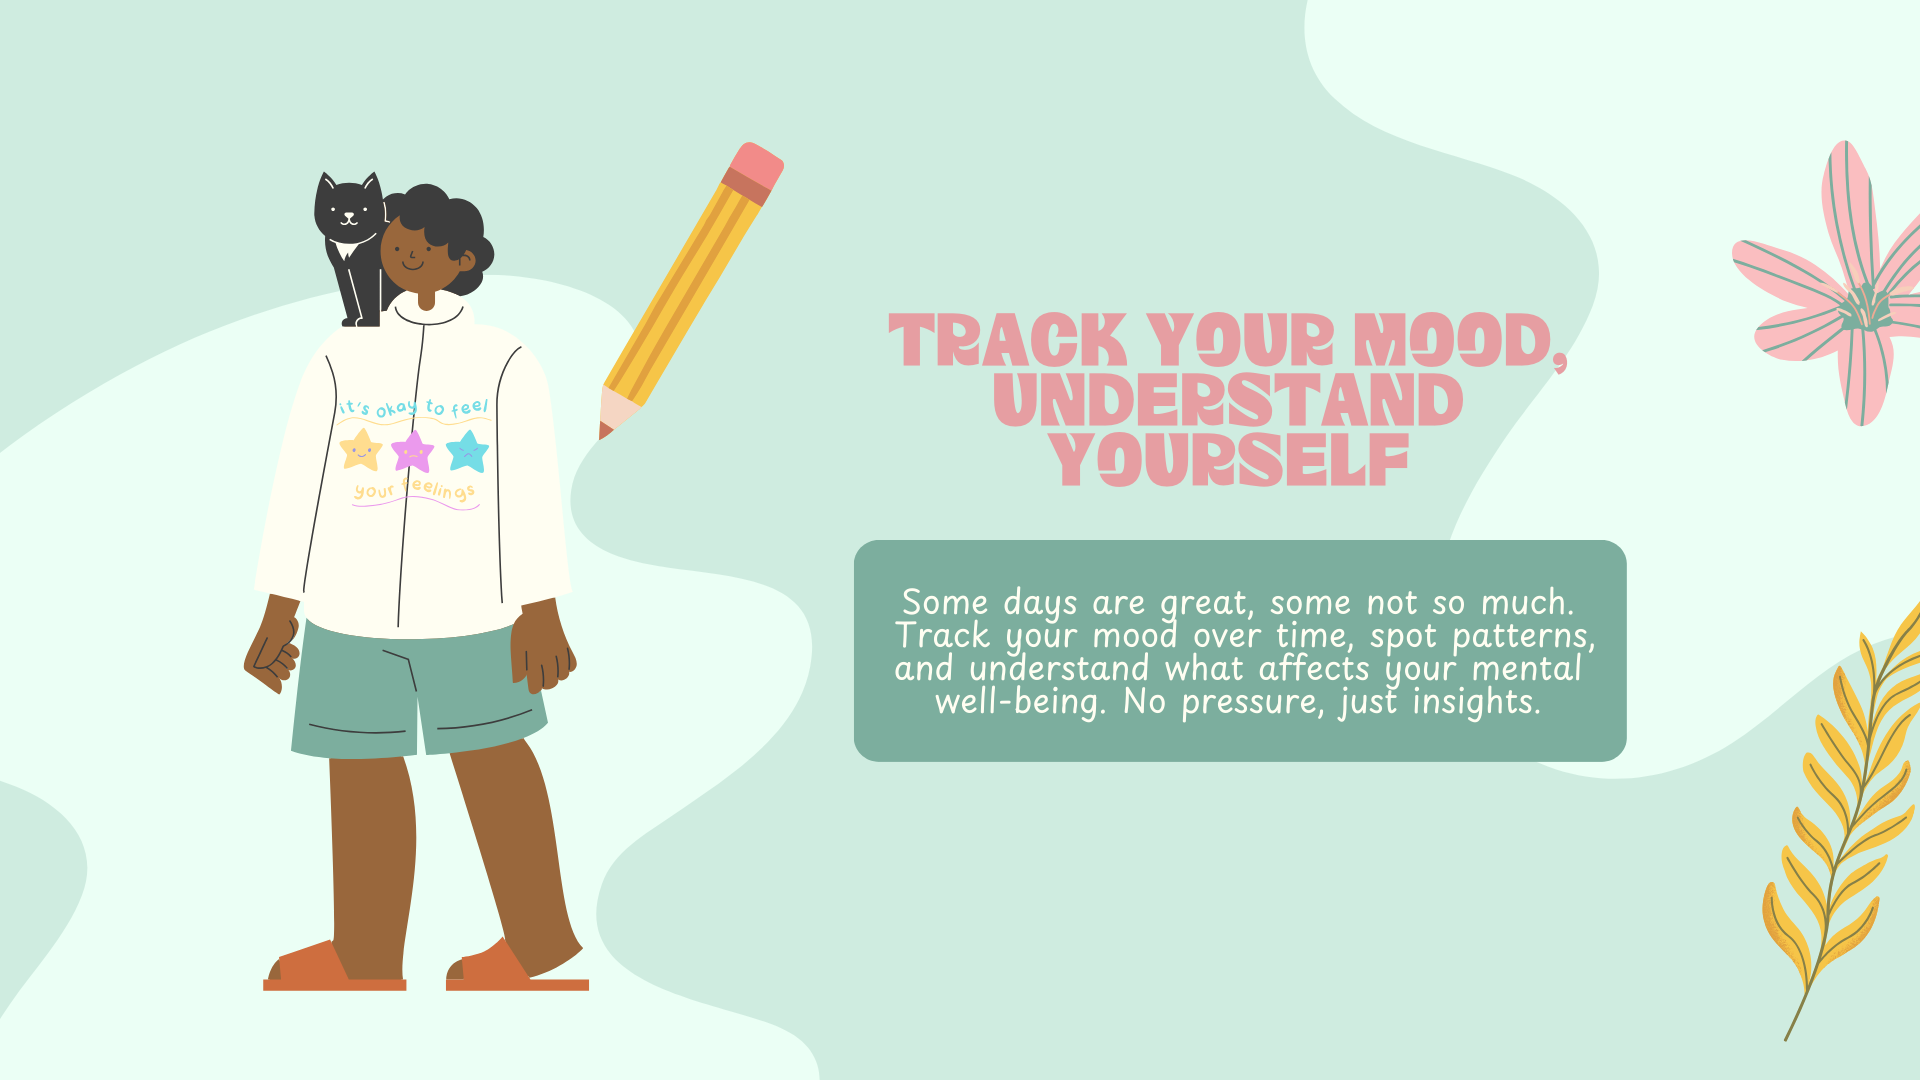 it's okay to feel
your feelings
TRACK YOUR MOOD,
UNDERSTAND
YOURSELF
Some days are great, some not so much.
Track your mood over time, spot patterns,
and understand what affects your mental
well-being. No pressure, just insights.